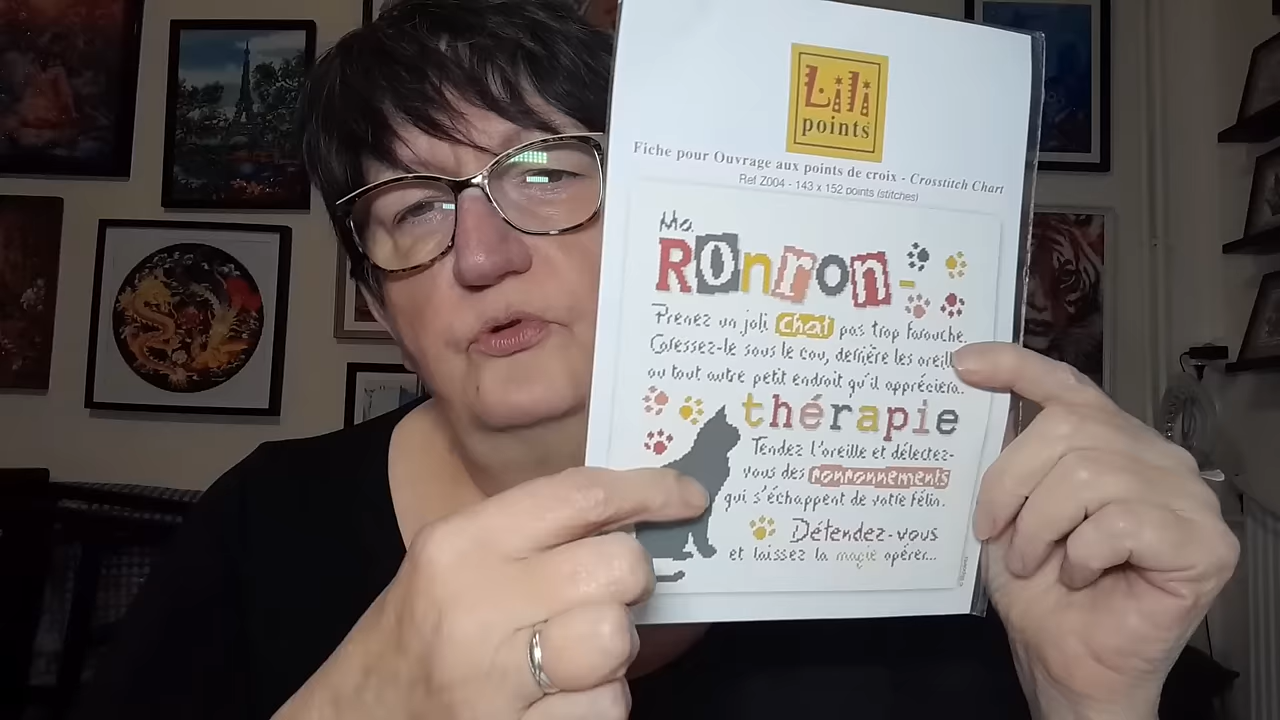 Lili
points
Fiche pour Ouvrage aux points de croix - Crosstitch Chart
Ref Z004 - 143 x 152 points (stitches)
Ma
RONron-
Prenez un joli chat pas trop farouche.
Caressez-le sous le cou, derrière les oreill
ou tout autre petit endroit qu'il appréciera..
thérapie
Tendez l'oreille et délectez-
vous des ronronnements
qui s'échappent de votre félin.
Détendez-vous
et laissez la magie opérer...